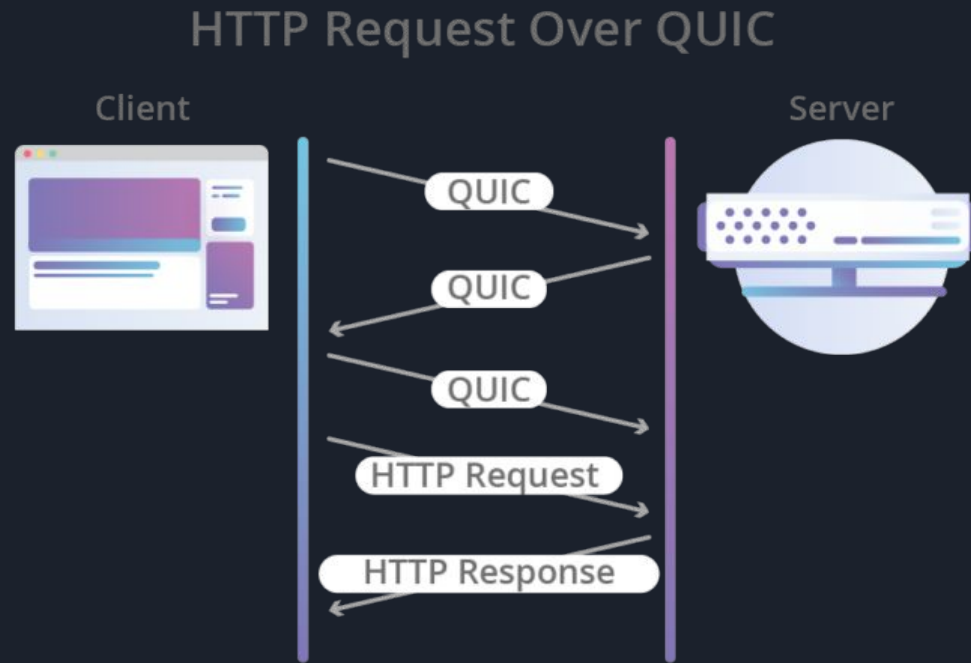 HTTP Request Over QUIC
Client
Server
QUIC
QUIC
QUIC
HTTP Request
HTTP Response